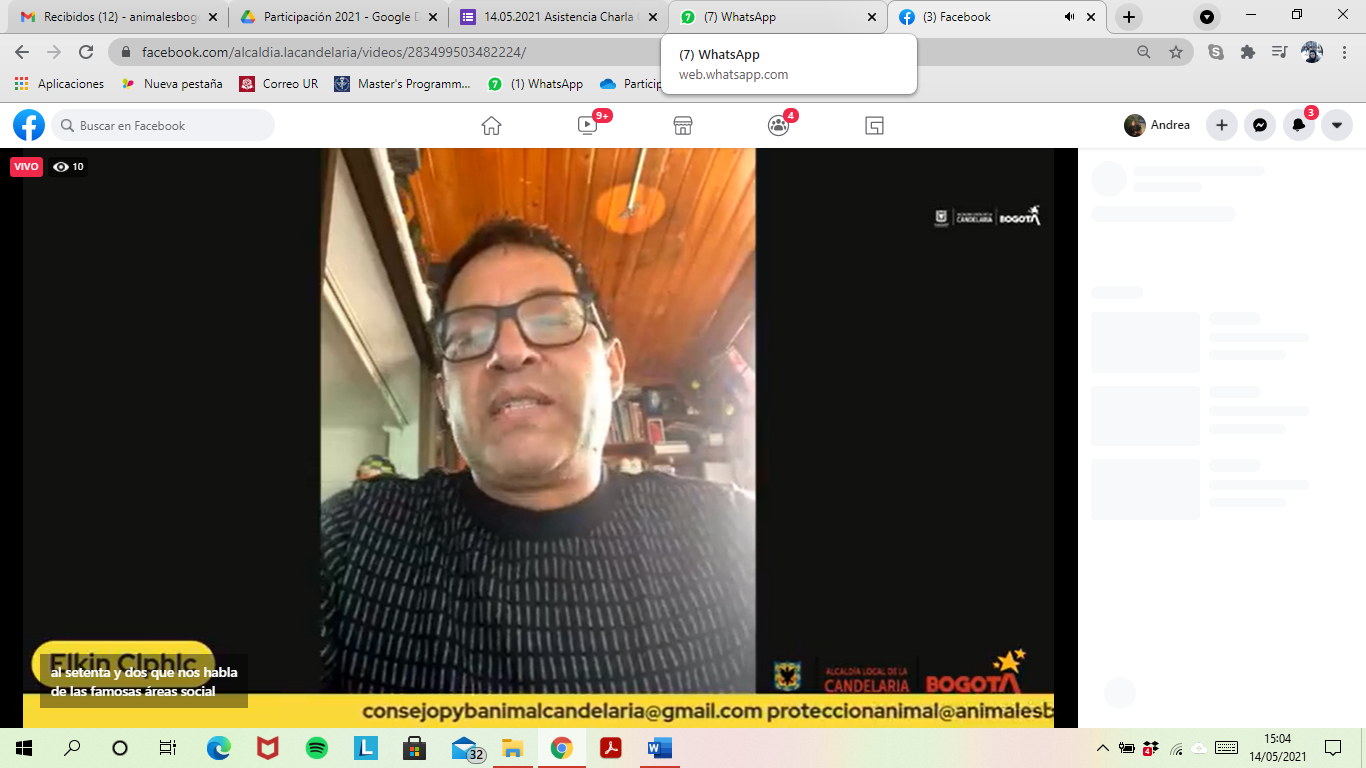 Recibidos (12) - animalesbog
Participación 2021 - Google D
14.05.2021 Asistencia Charla
(7) WhatsApp
(3) Facebook
(7) WhatsApp
web.whatsapp.com
facebook.com/alcaldia.lacandelaria/videos/283499503482224/
Aplicaciones
Nueva pestaña
Correo UR
Master's Programm...
(1) WhatsApp
Particip
Buscar en Facebook
9+
4
Andrea
3
VIVO
10
ALCALDÍA LOCAL DE LA
CANDELARIA
BOGOTÁ
Elkin Clphlc
al setenta y dos que nos habla
de las famosas áreas social
ALCALDÍA LOCAL DE LA
CANDELARIA
BOGOTÁ
consejopybanimalcandelaria@gmail.com proteccionanimal@animalesb
32
4
15:04
14/05/2021